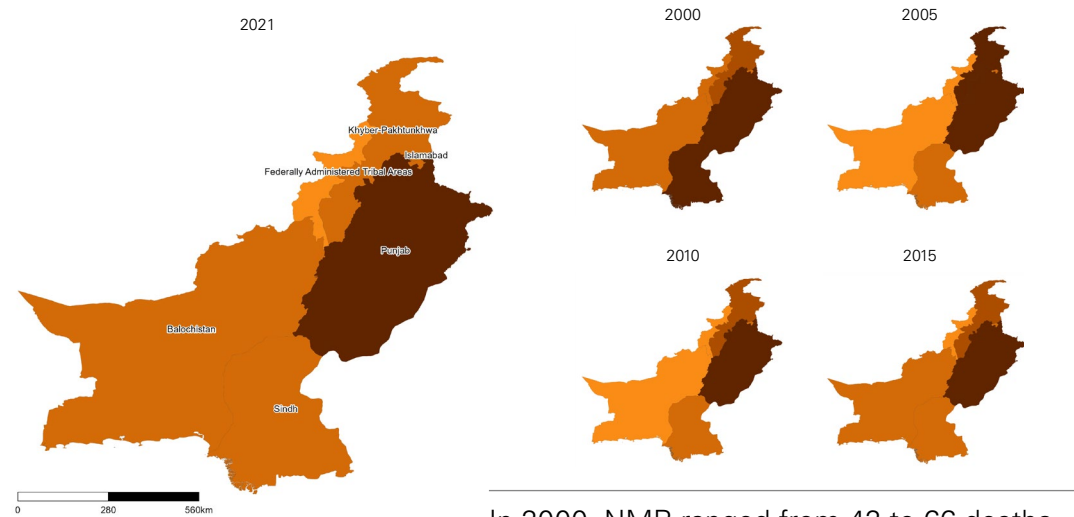 2021
Khyber-Pakhtunkhwa
Islamabad
Federally Administered Tribal Areas
Punjab
Balochistan
Sindh
0 280 560km
2000
2005
2010
2015
In 2000, NMR ranged from 42 to 66 deaths